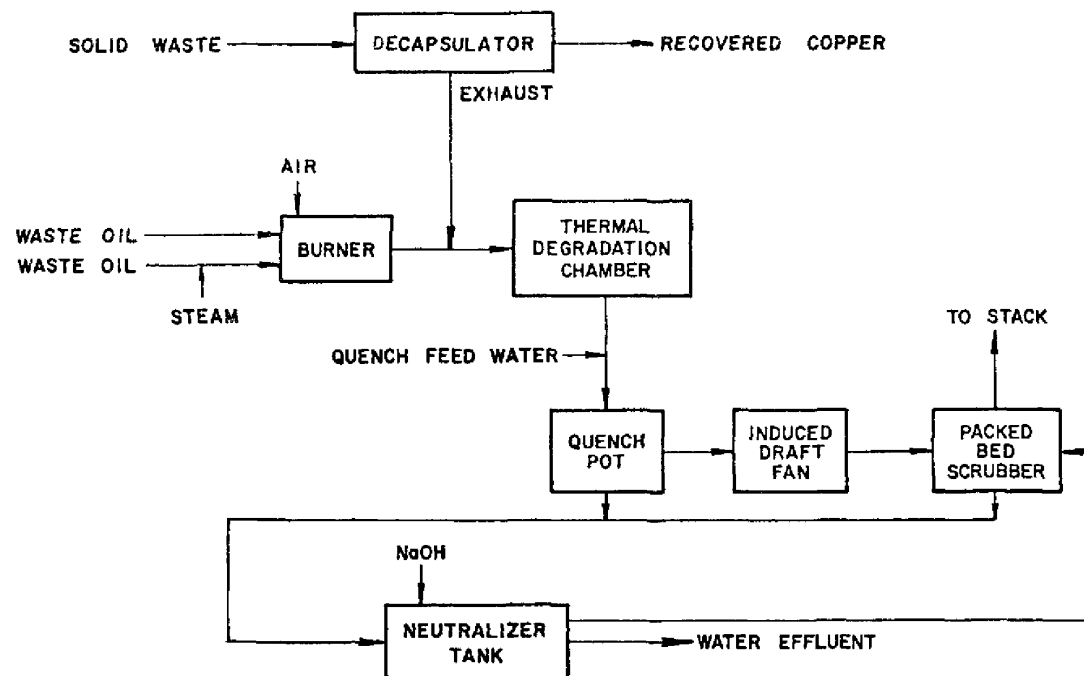 SOLID WASTE
DECAPSULATOR
RECOVERED COPPER
EXHAUST
AIR
WASTE OIL
WASTE OIL
BURNER
STEAM
THERMAL
DEGRADATION
CHAMBER
QUENCH FEED WATER
TO STACK
QUENCH
POT
INDUCED
DRAFT
FAN
PACKED
BED
SCRUBBER
NaOH
NEUTRALIZER
TANK
WATER EFFLUENT